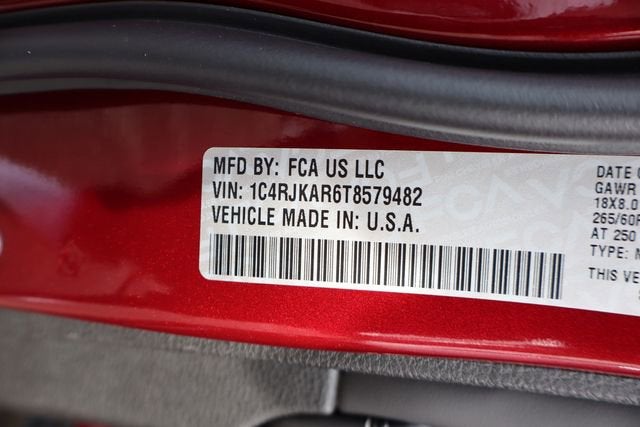 MFD BY: FCA US LLC
VIN: 1C4RJKAR6T8579482
VEHICLE MADE IN: U.S.A.
DATE O
GAWR
18X8.0
265/60R
AT 250
TYPE: M
THIS VE